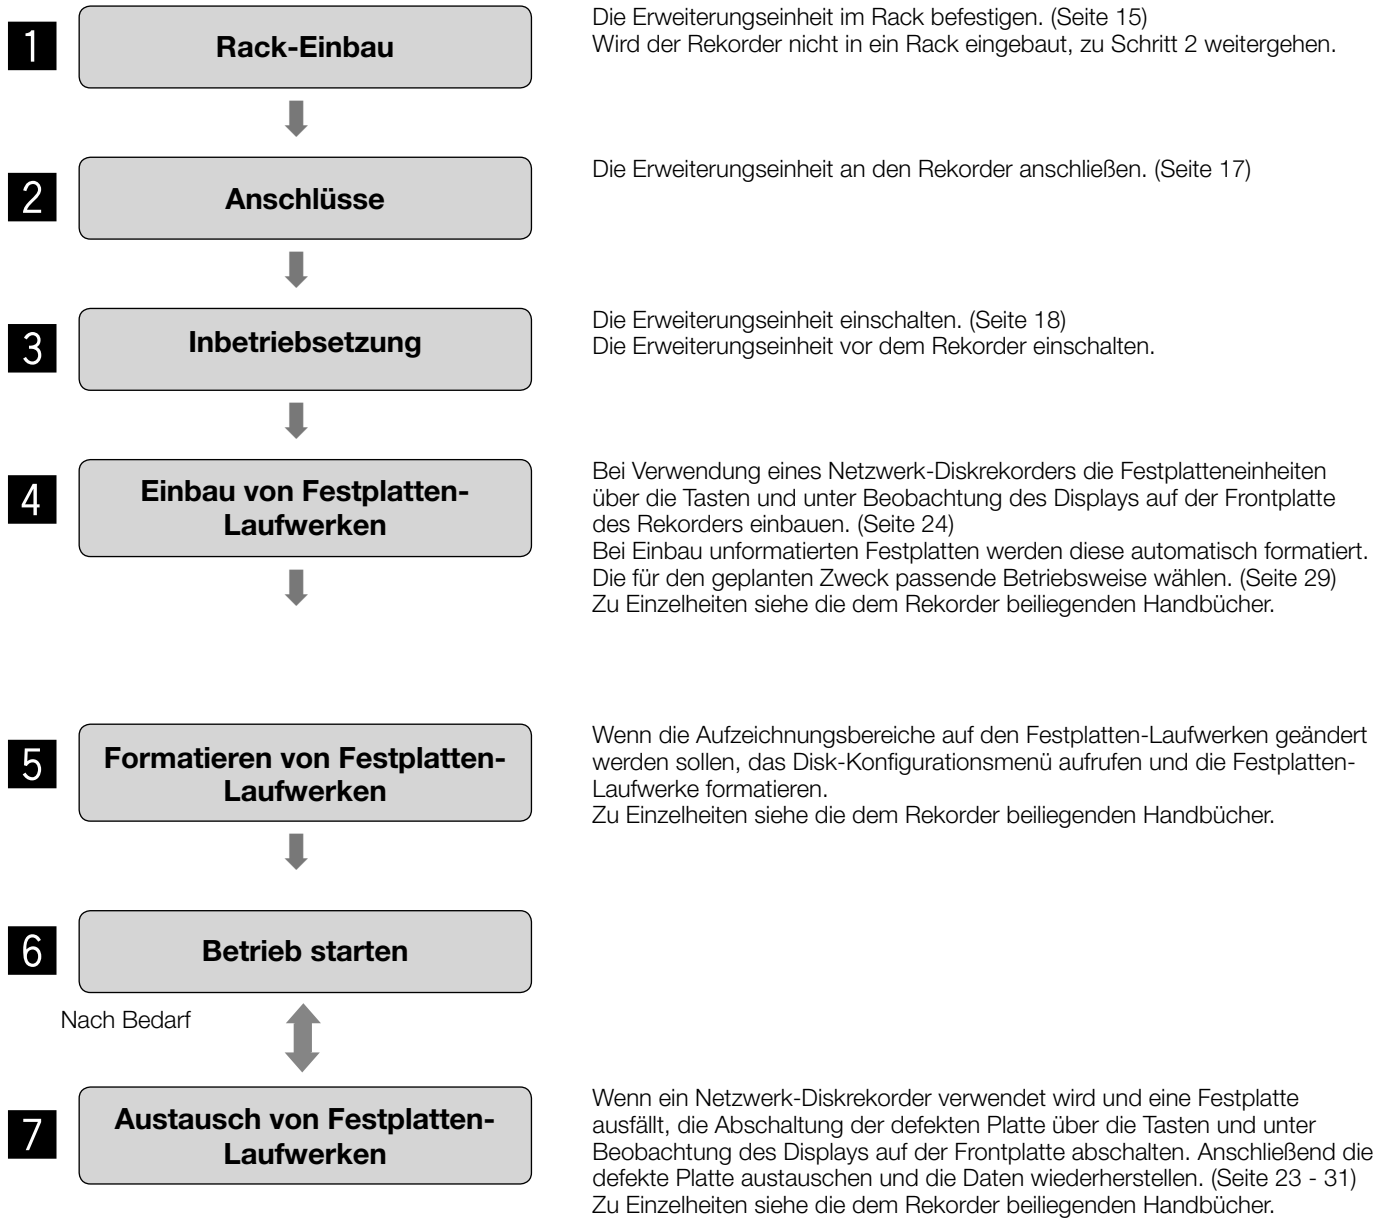 1
Rack-Einbau
Die Erweiterungseinheit im Rack befestigen. (Seite 15)
Wird der Rekorder nicht in ein Rack eingebaut, zu Schritt 2 weitergehen.
2
Anschlüsse
Die Erweiterungseinheit an den Rekorder anschließen. (Seite 17)
3
Inbetriebsetzung
Die Erweiterungseinheit einschalten. (Seite 18)
Die Erweiterungseinheit vor dem Rekorder einschalten.
4
Einbau von Festplatten-
Laufwerken
Bei Verwendung eines Netzwerk-Diskrekorders die Festplatteneinheiten
über die Tasten und unter Beobachtung des Displays auf der Frontplatte
des Rekorders einbauen. (Seite 24)
Bei Einbau unformatierten Festplatten werden diese automatisch formatiert.
Die für den geplanten Zweck passende Betriebsweise wählen. (Seite 29)
Zu Einzelheiten siehe die dem Rekorder beiliegenden Handbücher.
5
Formatieren von Festplatten-
Laufwerken
Wenn die Aufzeichnungsbereiche auf den Festplatten-Laufwerken geändert
werden sollen, das Disk-Konfigurationsmenü aufrufen und die Festplatten-
Laufwerke formatieren.
Zu Einzelheiten siehe die dem Rekorder beiliegenden Handbücher.
6
Betrieb starten
Nach Bedarf
7
Austausch von Festplatten-
Laufwerken
Wenn ein Netzwerk-Diskrekorder verwendet wird und eine Festplatte
ausfällt, die Abschaltung der defekten Platte über die Tasten und unter
Beobachtung des Displays auf der Frontplatte abschalten. Anschließend die
defekte Platte austauschen und die Daten wiederherstellen. (Seite 23 - 31)
Zu Einzelheiten siehe die dem Rekorder beiliegenden Handbücher.